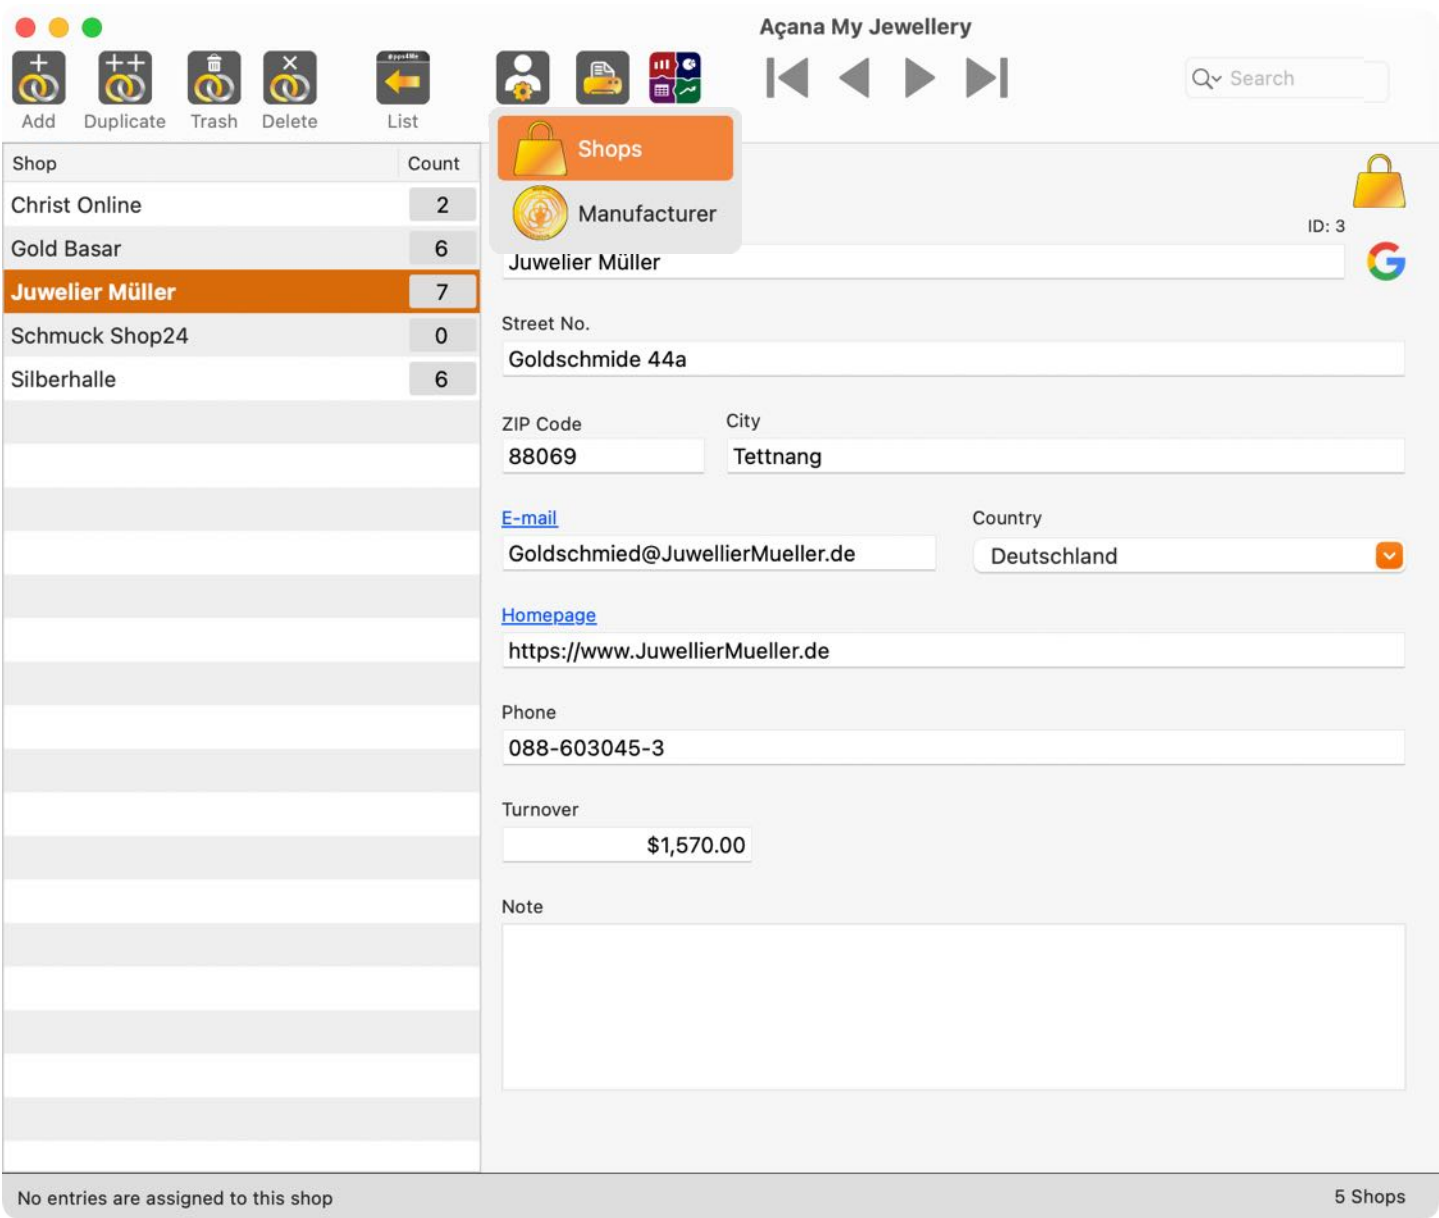 Açana My Jewellery
Add Duplicate Trash Delete List
Search
Shops
Manufacturer
Shop Count
Christ Online 2
Gold Basar 6
Juwelier Müller 7
Schmuck Shop24 0
Silberhalle 6
ID: 3
Juwelier Müller
Street No.
Goldschmide 44a
ZIP Code City
88069 Tettnang
E-mail Country
Goldschmied@JuwellierMueller.de Deutschland
Homepage
https://www.JuwellierMueller.de
Phone
088-603045-3
Turnover
$1,570.00
Note
No entries are assigned to this shop 5 Shops